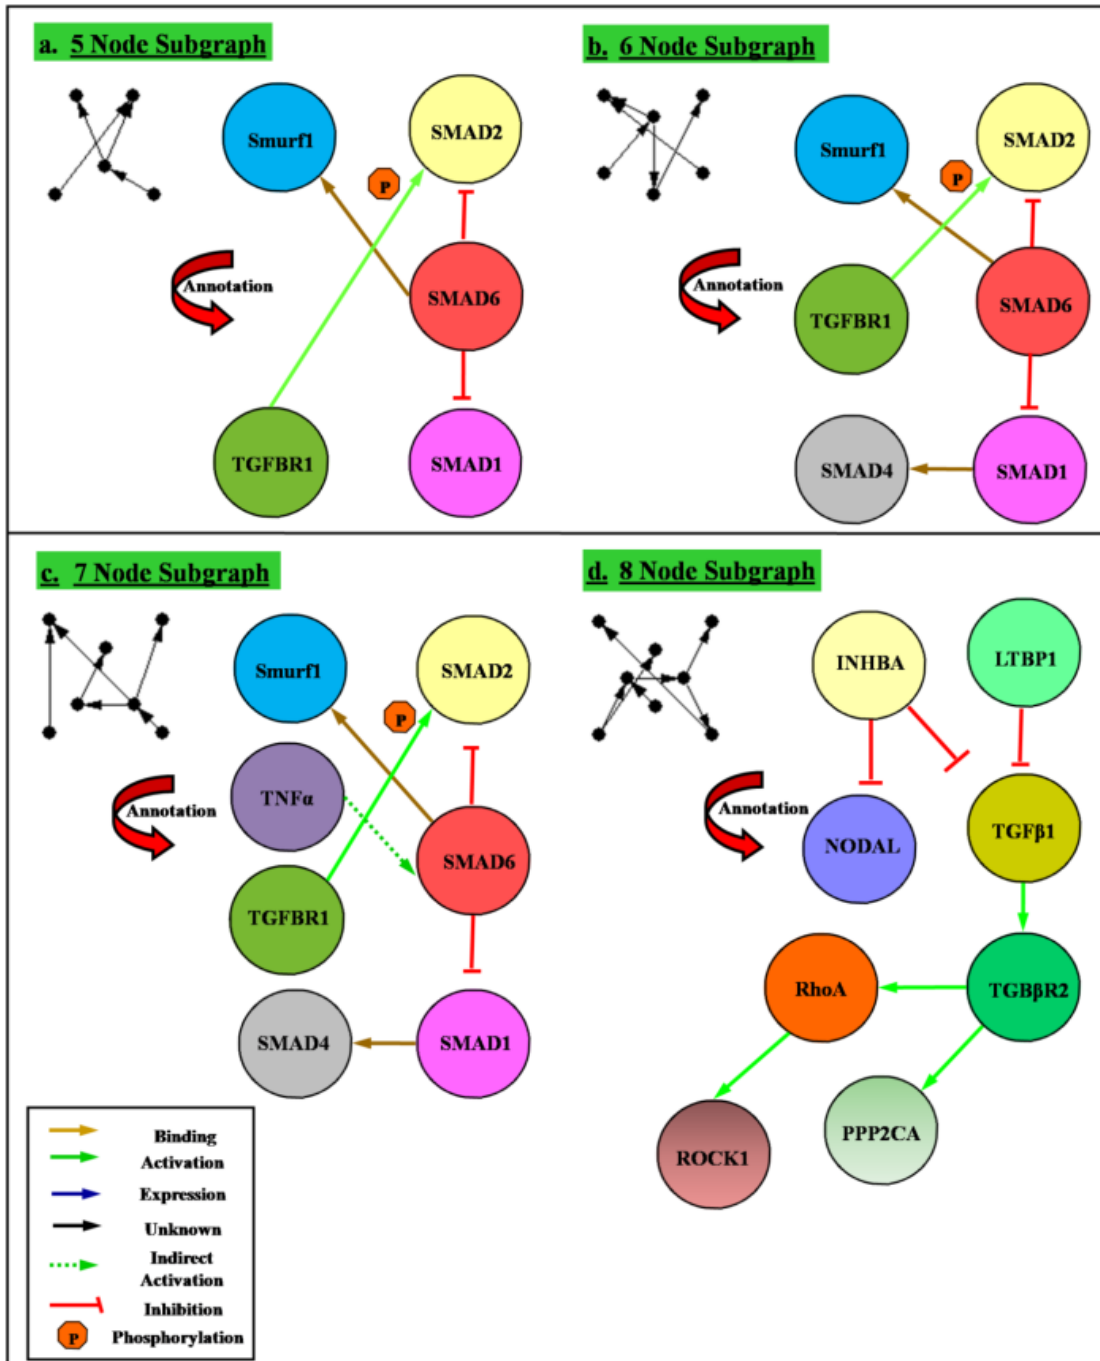 a. 5 Node Subgraph
Smurf1
SMAD2
P
Annotation
SMAD6
TGFBR1
SMAD1
b. 6 Node Subgraph
Smurf1
SMAD2
P
Annotation
TGFBR1
SMAD6
SMAD4
SMAD1
c. 7 Node Subgraph
Smurf1
SMAD2
P
TNFα
Annotation
SMAD6
TGFBR1
SMAD4
SMAD1
d. 8 Node Subgraph
INHBA
LTBP1
Annotation
NODAL
TGFβ1
RhoA
TGBβR2
ROCK1
PPP2CA
Binding
Activation
Expression
Unknown
Indirect
Activation
Inhibition
P Phosphorylation